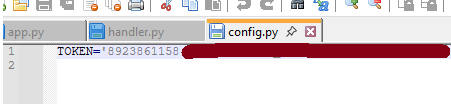 app.py handler.py config.py
1 TOKEN='8923861158
2